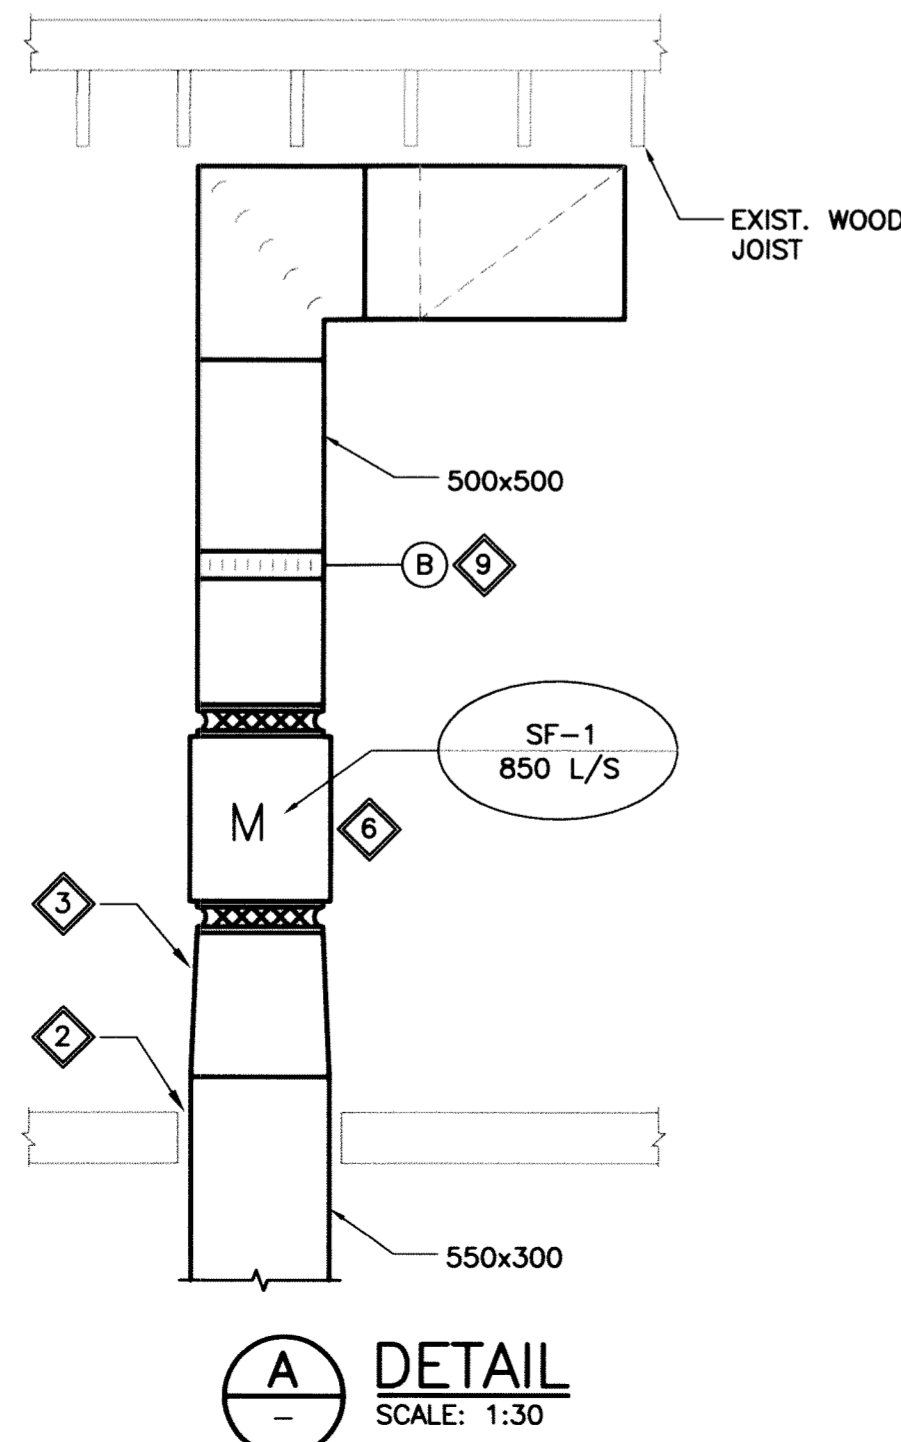 EXIST. WOOD
JOIST
500x500
B
9
SF-1
850 L/S
M
6
3
2
550x300
A
-
DETAIL
SCALE: 1:30